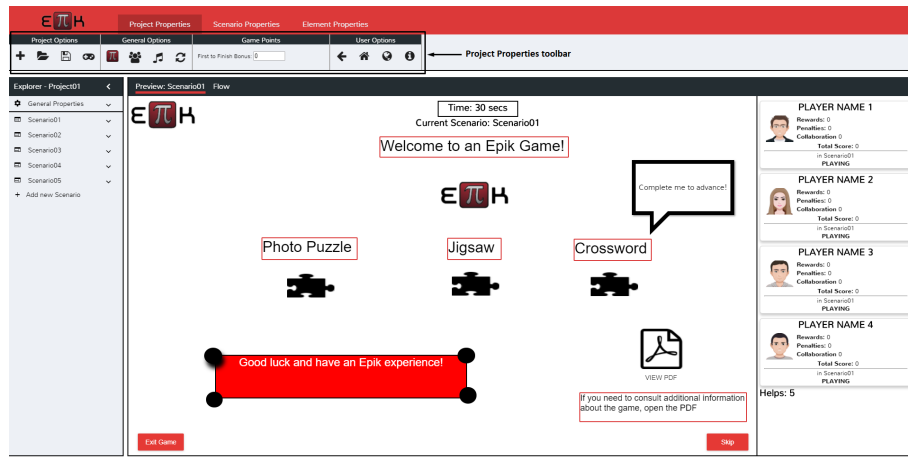 EπK
Project Properties Scenario Properties Element Properties
Project Options General Options Game Points User Options
First to Finish Bonus: 0
Project Properties toolbar
Explorer - Project01
General Properties
Scenario01
Scenario02
Scenario03
Scenario04
Scenario05
+ Add new Scenario
Preview: Scenario01 Flow
EπK
Time: 30 secs
Current Scenario: Scenario01
Welcome to an Epik Game!
EπK
Complete me to advance!
Photo Puzzle
Jigsaw
Crossword
Good luck and have an Epik experience!
VIEW PDF
If you need to consult additional information
about the game, open the PDF
Exit Game
Skip
PLAYER NAME 1
Rewards: 0
Penalties: 0
Collaboration 0
Total Score: 0
in Scenario01
PLAYING
PLAYER NAME 2
Rewards: 0
Penalties: 0
Collaboration 0
Total Score: 0
in Scenario01
PLAYING
PLAYER NAME 3
Rewards: 0
Penalties: 0
Collaboration 0
Total Score: 0
in Scenario01
PLAYING
PLAYER NAME 4
Rewards: 0
Penalties: 0
Collaboration 0
Total Score: 0
in Scenario01
PLAYING
Helps: 5